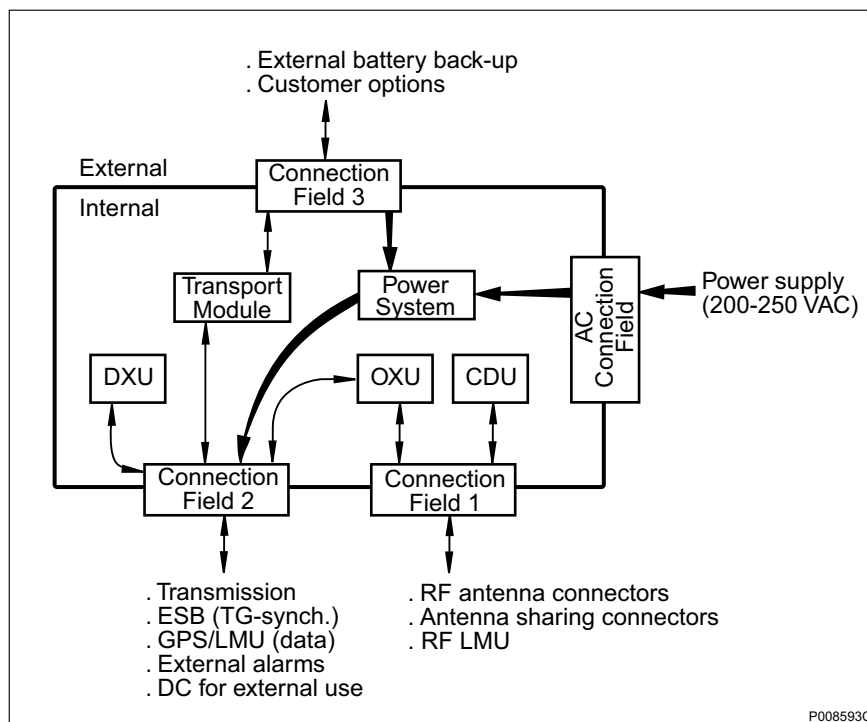 . External battery back-up
. Customer options
External
Internal
Connection
Field 3
Transport
Module
Power
System
AC
Connection
Field
Power supply
(200-250 VAC)
DXU
OXU
CDU
Connection
Field 2
Connection
Field 1
. Transmission
. ESB (TG-synch.)
. GPS/LMU (data)
. External alarms
. DC for external use
. RF antenna connectors
. Antenna sharing connectors
. RF LMU
P008593C